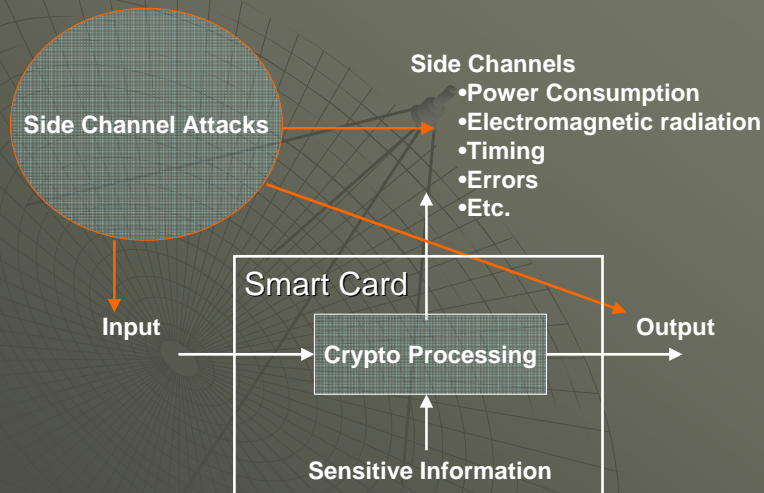 Side Channels
•Power Consumption
Side Channel Attacks
•Electromagnetic radiation
•Timing
•Errors
•Etc.
Smart Card
Input
Output
Crypto Processing
Sensitive Information